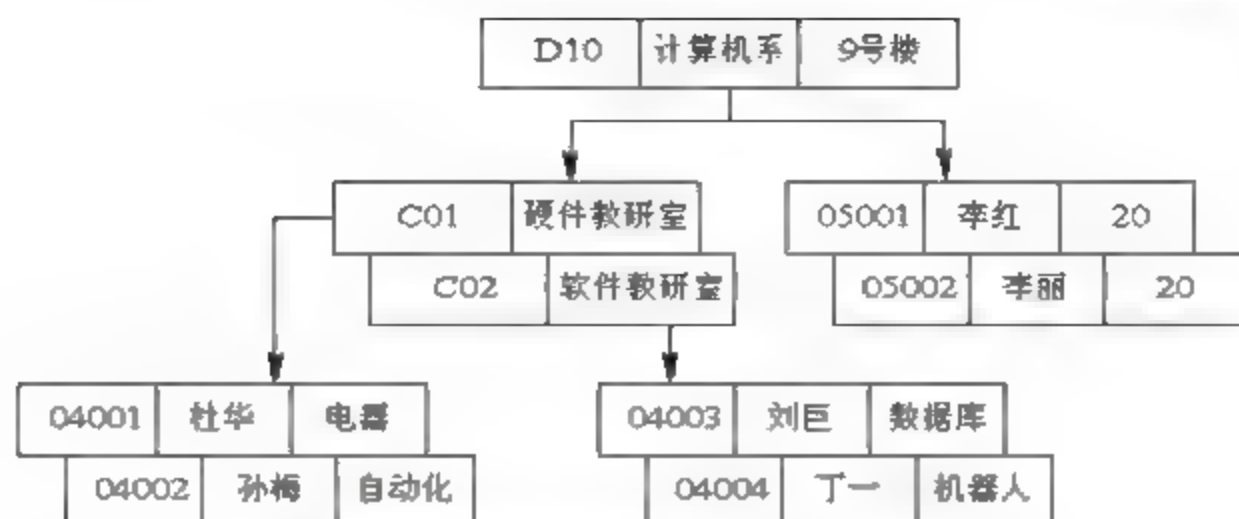 D10 计算机系 9号楼
C01 硬件教研室 05001 李红 20
C02 软件教研室 05002 李丽 20
04001 杜华 电器 04003 刘巨 数据库
04002 孙梅 自动化 04004 丁一 机器人